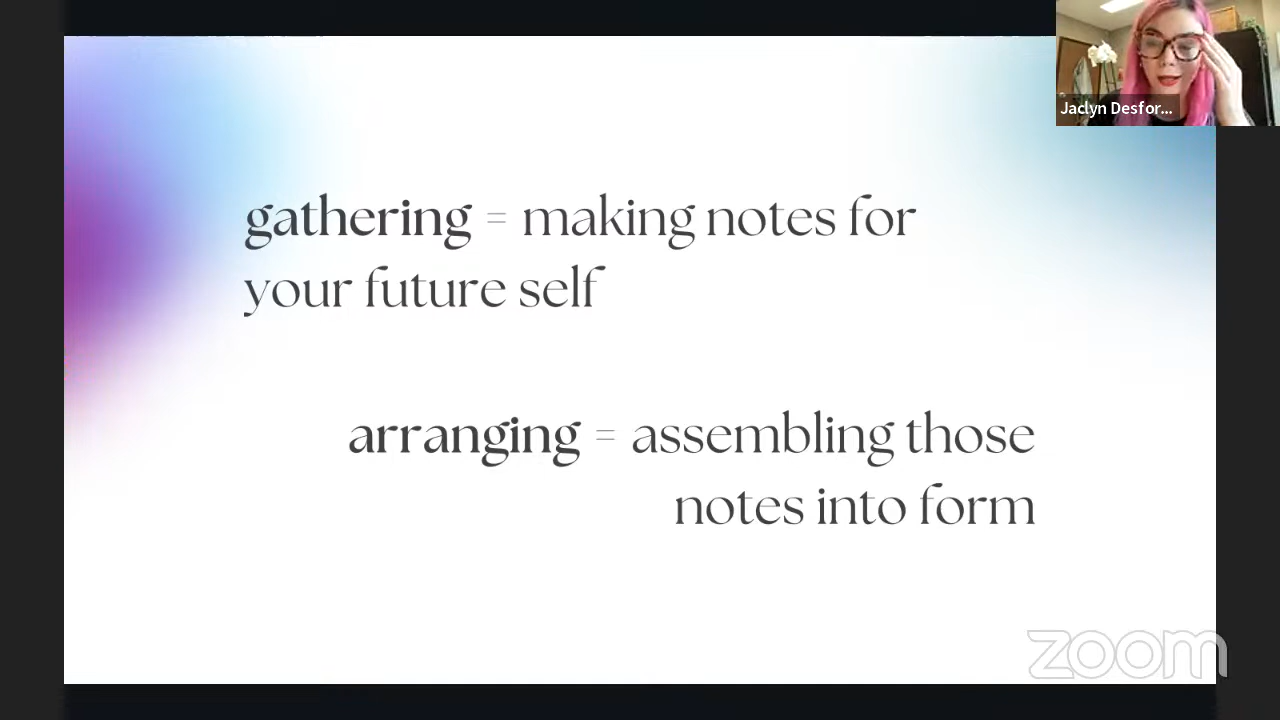 Jaclyn Desfor...
gathering = making notes for
your future self
arranging = assembling those
notes into form
zoom